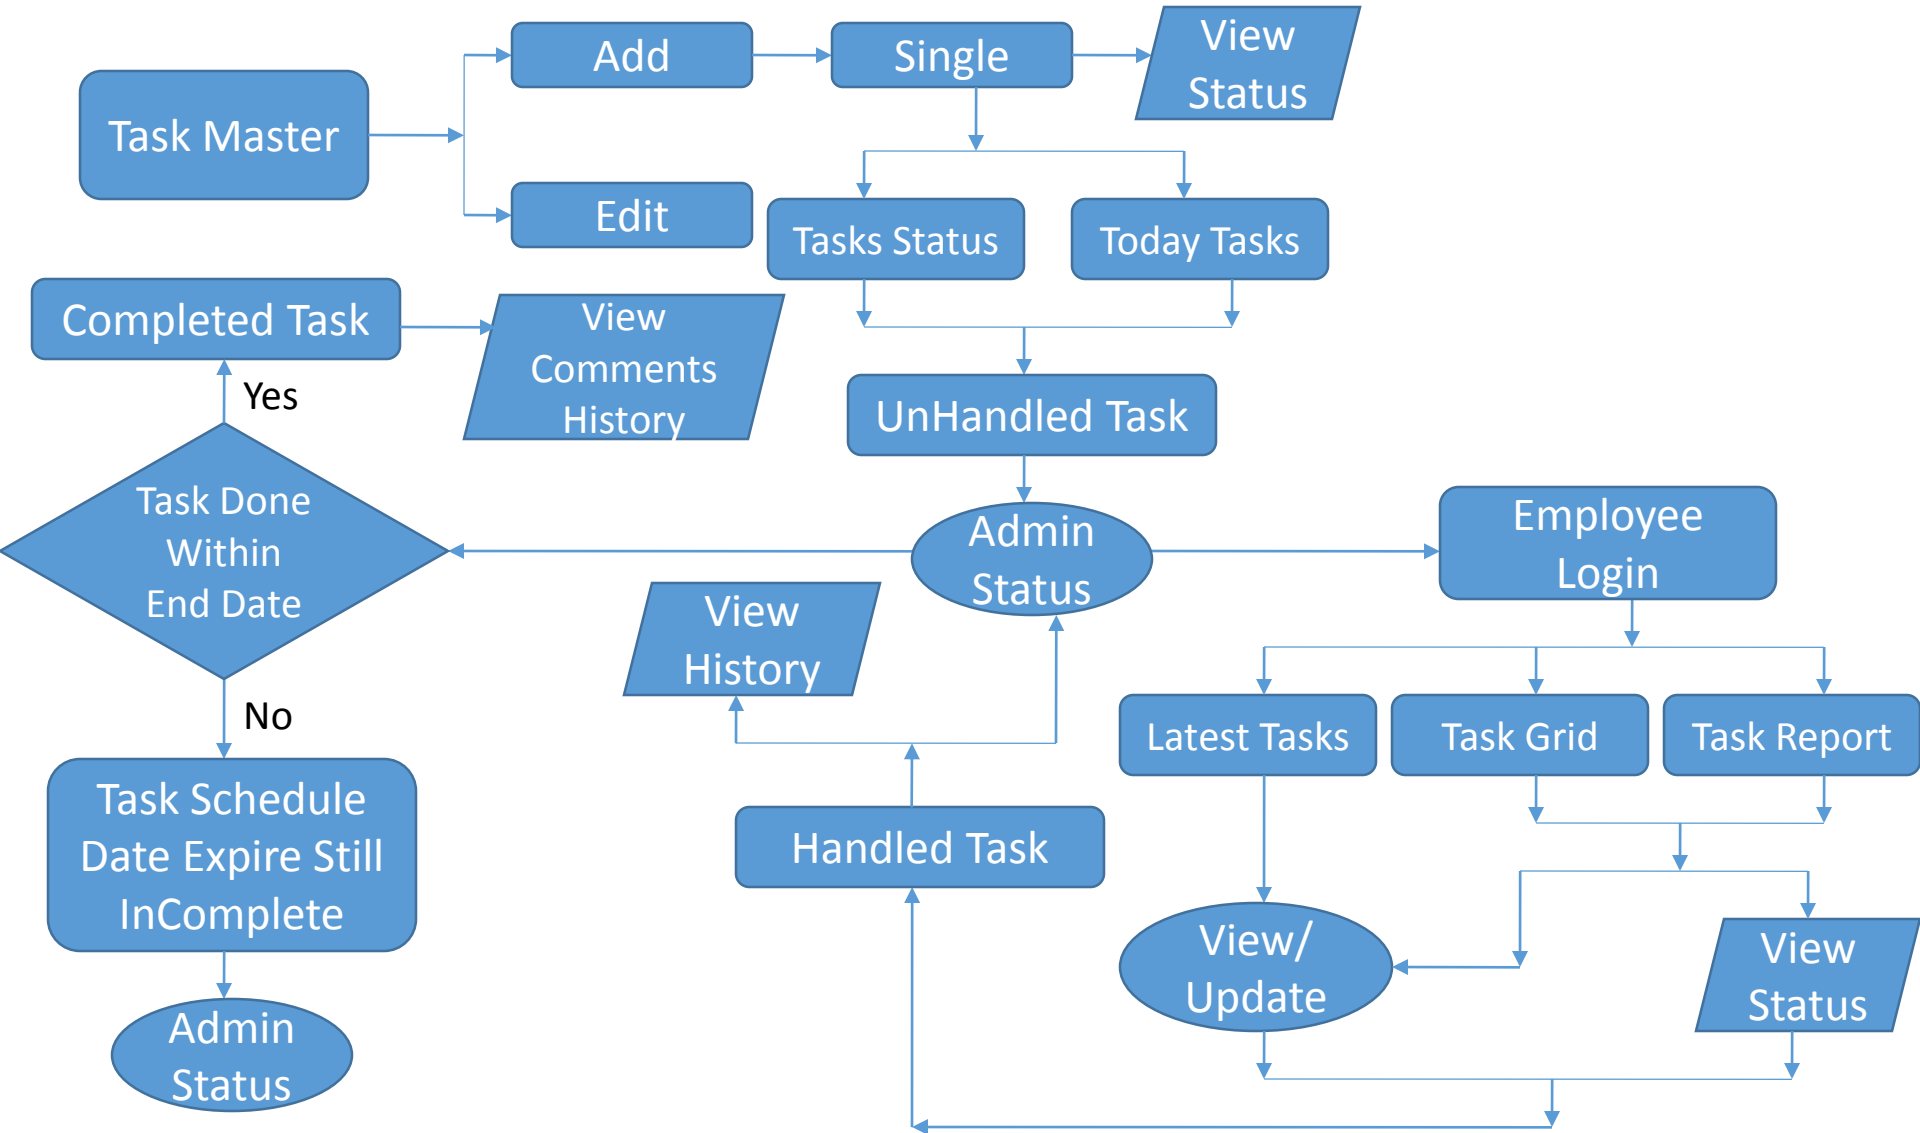 Task Master
Add
Single
View
Status
Edit
Tasks Status
Today Tasks
Completed Task
View
Comments
History
Yes
UnHandled Task
Task Done
Within
End Date
Admin
Status
Employee
Login
View
History
No
Latest Tasks
Task Grid
Task Report
Task Schedule
Date Expire Still
InComplete
Handled Task
View/
Update
View
Status
Admin
Status